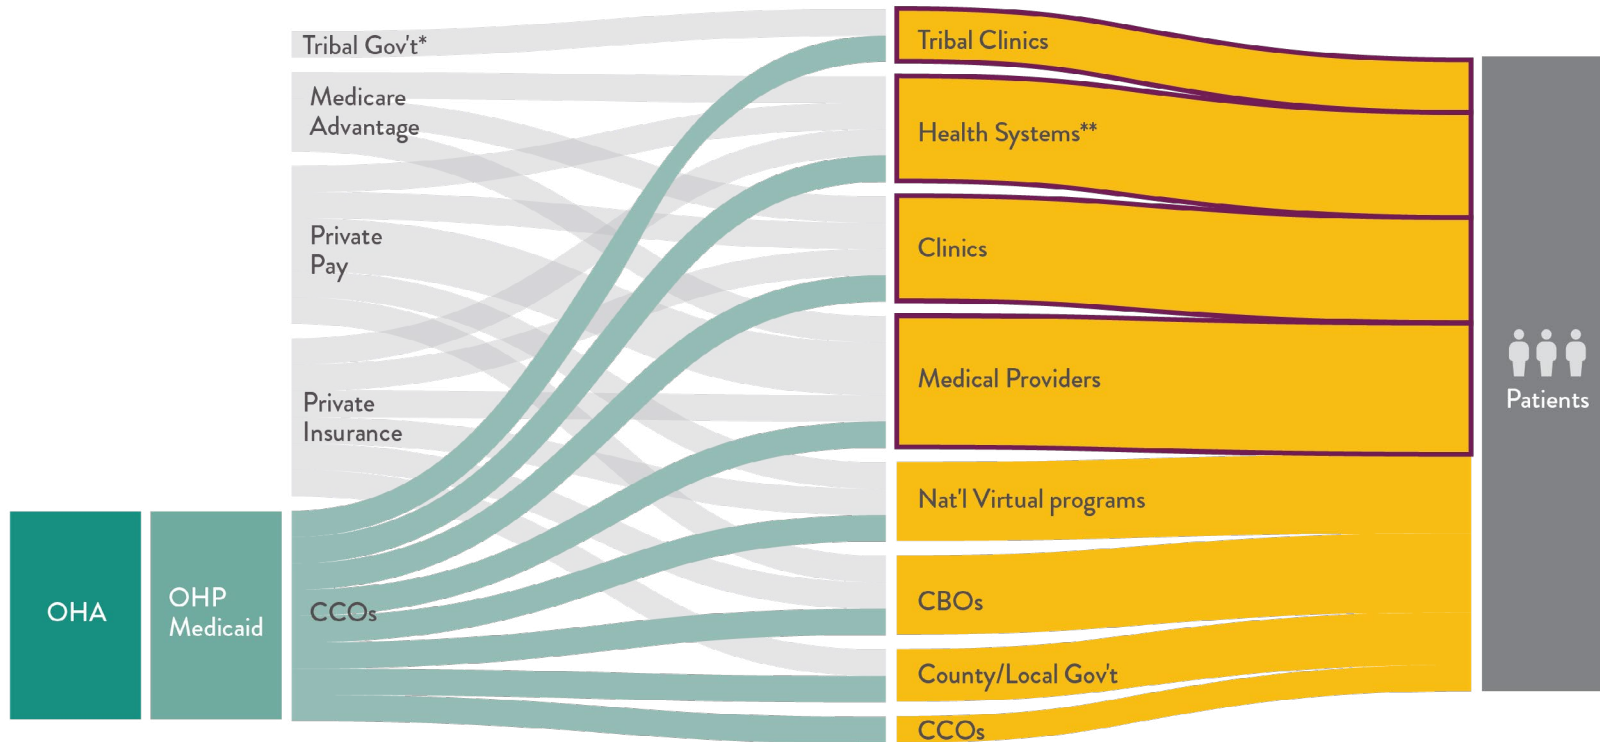 Tribal Gov't*
Medicare
Advantage
Private
Pay
Private
Insurance
OHA
OHP
Medicaid
CCOs
Tribal Clinics
Health Systems**
Clinics
Medical Providers
Nat'l Virtual programs
CBOs
County/Local Gov't
CCOs
Patients